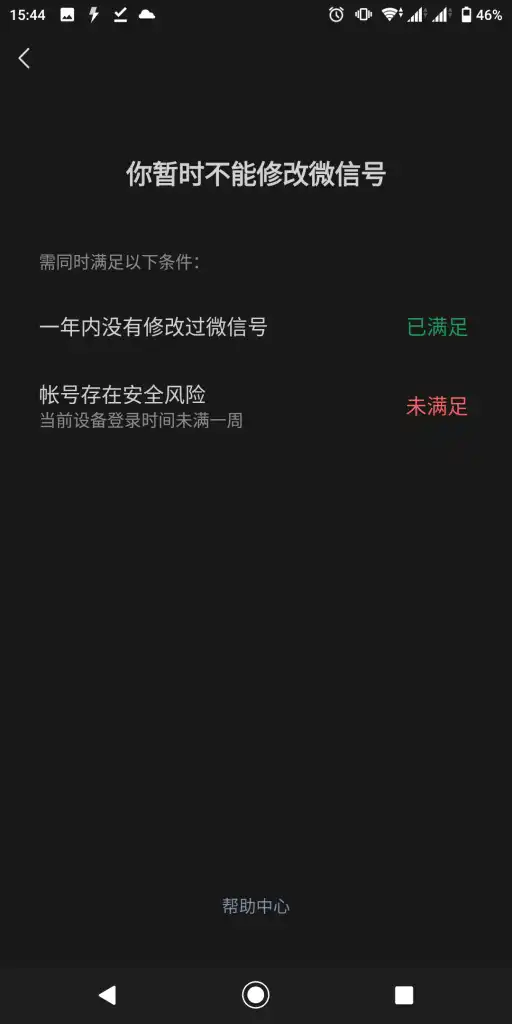 15:44
46%
你暂时不能修改微信号
需同时满足以下条件：
一年内没有修改过微信号
已满足
帐号存在安全风险
当前设备登录时间未满一周
未满足
帮助中心